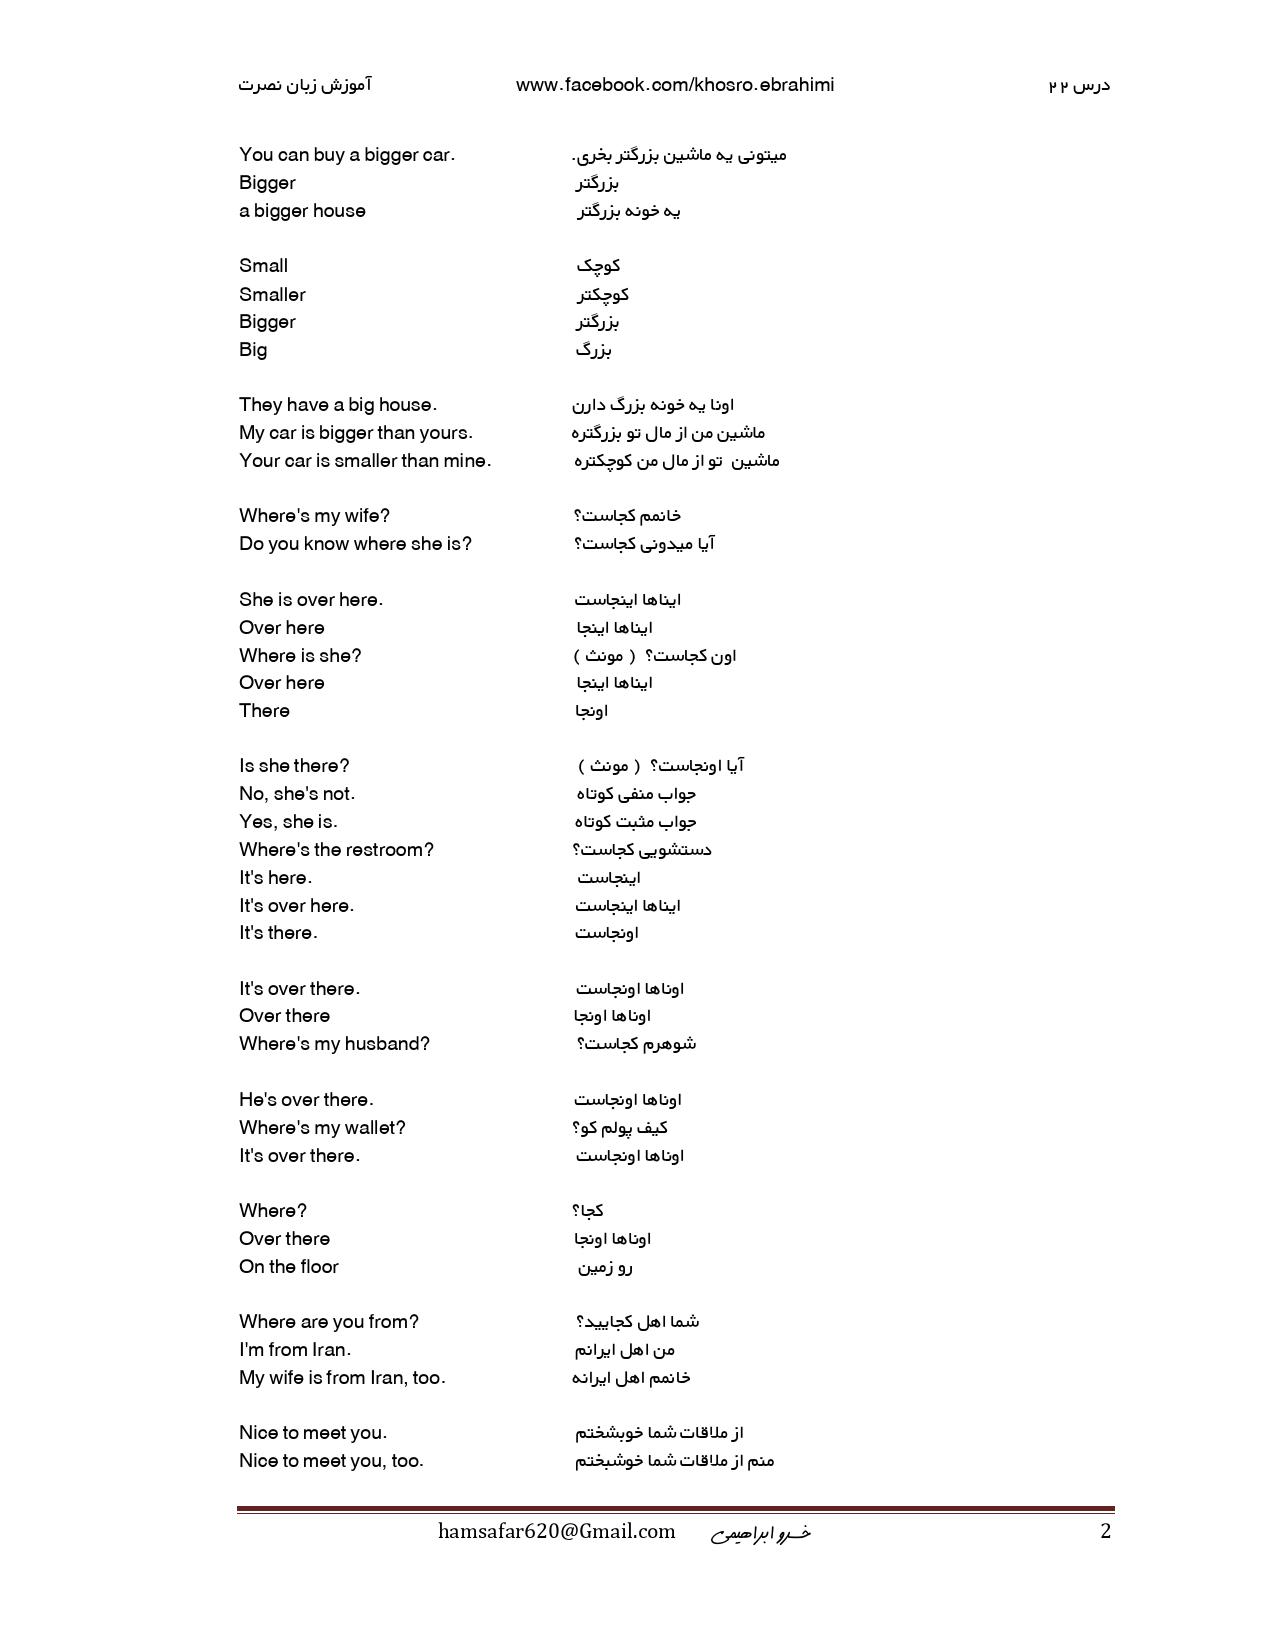 آموزش زبان نصرت www.facebook.com/khosro.ebrahimi درس ۲۲
You can buy a bigger car. میتونی یه ماشین بزرگتر بخری.
Bigger بزرگتر
a bigger house یه خونه بزرگتر
Small کوچک
Smaller کوچکتر
Bigger بزرگتر
Big بزرگ
They have a big house. اونا یه خونه بزرگ دارن
My car is bigger than yours. ماشین من از مال تو بزرگتره
Your car is smaller than mine. ماشین تو از مال من کوچکتره
Where's my wife? خانمم کجاست؟
Do you know where she is? آیا میدونی کجاست؟
She is over here. ایناها اینجاست
Over here ایناها اینجا
Where is she? اون کجاست؟ ( مونث )
Over here ایناها اینجا
There اونجا
Is she there? آیا اونجاست؟ ( مونث )
No, she's not. جواب منفی کوتاه
Yes, she is. جواب مثبت کوتاه
Where's the restroom? دستشویی کجاست؟
It's here. اینجاست
It's over here. ایناها اینجاست
It's there. اونجاست
It's over there. اوناها اونجاست
Over there اوناها اونجا
Where's my husband? شوهرم کجاست؟
He's over there. اوناها اونجاست
Where's my wallet? کیف پولم کو؟
It's over there. اوناها اونجاست
Where? کجا؟
Over there اوناها اونجا
On the floor رو زمین
Where are you from? شما اهل کجایید؟
I'm from Iran. من اهل ایرانم
My wife is from Iran, too. خانمم اهل ایرانه
Nice to meet you. از ملاقات شما خوبشختم
Nice to meet you, too. منم از ملاقات شما خوشبختم
hamsafar620@Gmail.com خسرو ابراهیمی 2